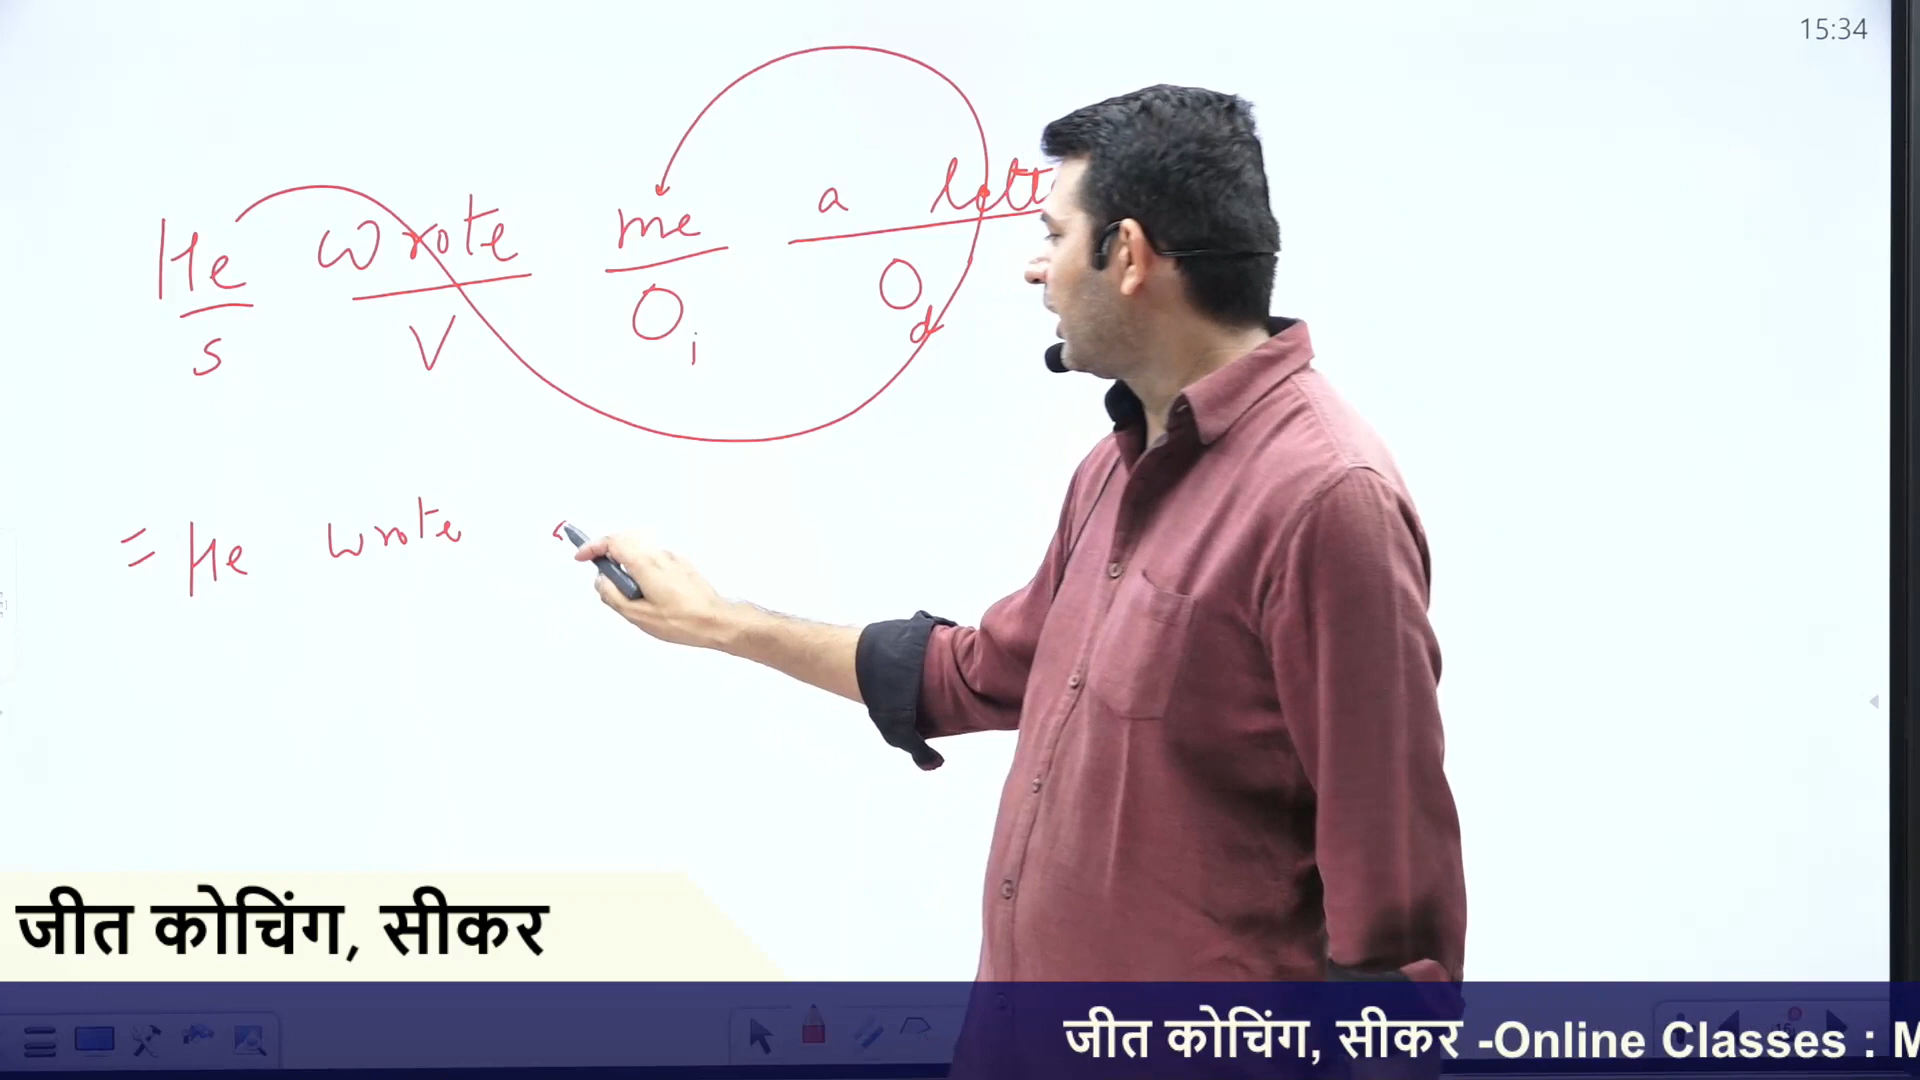 15:34
He wrote me a lett
S V Oi Od
= He wrote
जीत कोचिंग, सीकर
जीत कोचिंग, सीकर -Online Classes : M